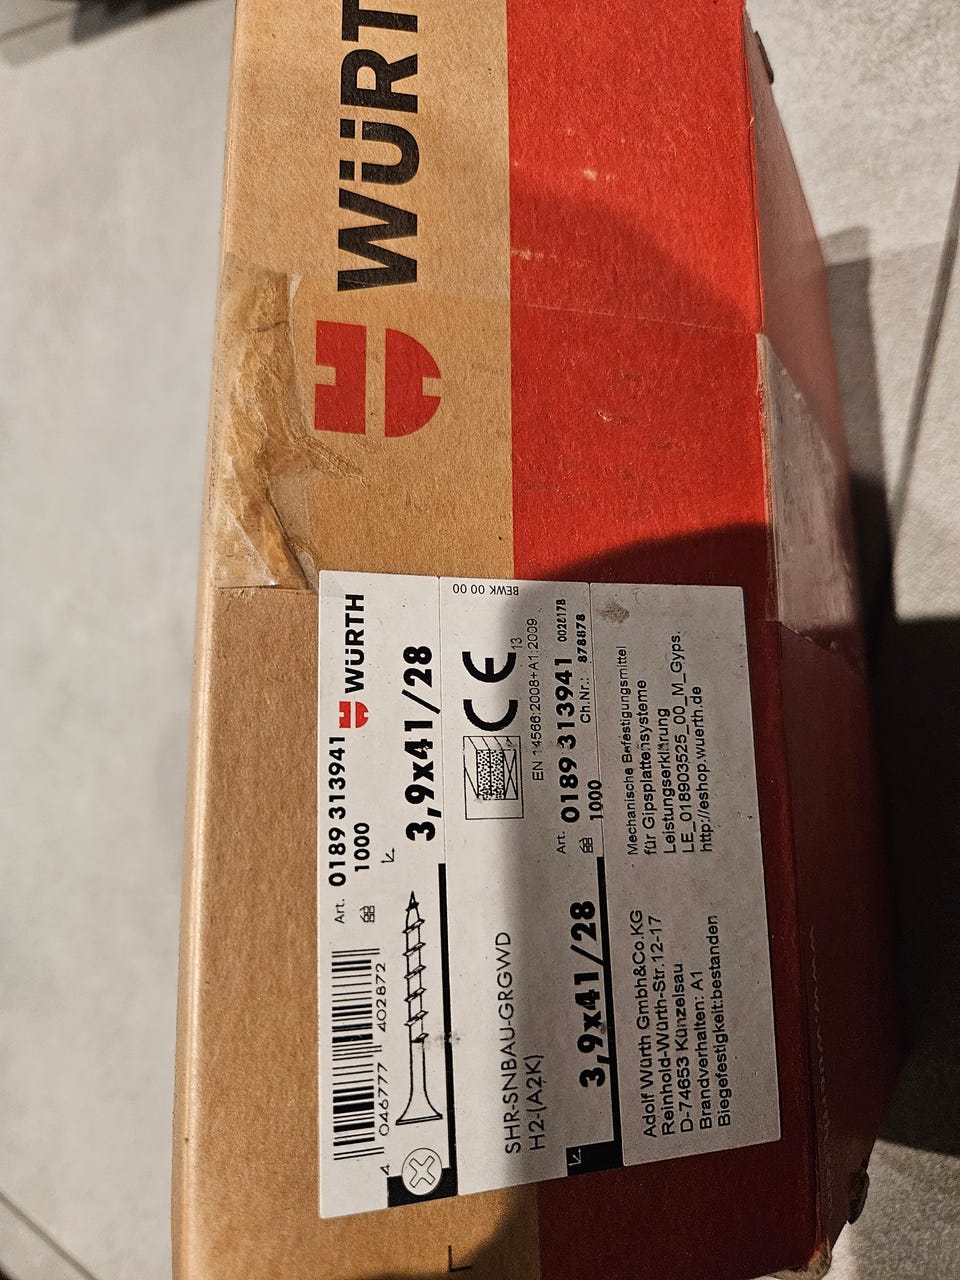 WÜRT
Art. 0189 313941
1000
WÜRTH
3,9x41/28
4 046777 402872
SHR-SNBAU-GRGWD
H2-(A2K)
3,9x41/28
BEWK 00 00
CE
13
EN 14566:2008+A1:2009
Art. 0189 313941 002817B
1000
Ch.Nr.: 878878
Adolf Würth GmbH&Co.KG
Reinhold-Würth-Str.12-17
D-74653 Künzelsau
Brandverhalten: A1
Biegefestigkeit:bestanden
Mechanische Befestigungsmittel
für Gipsplattensysteme
Leistungserklärung
LE_018903525_00_M_Gyps.
http://eshop.wuerth.de